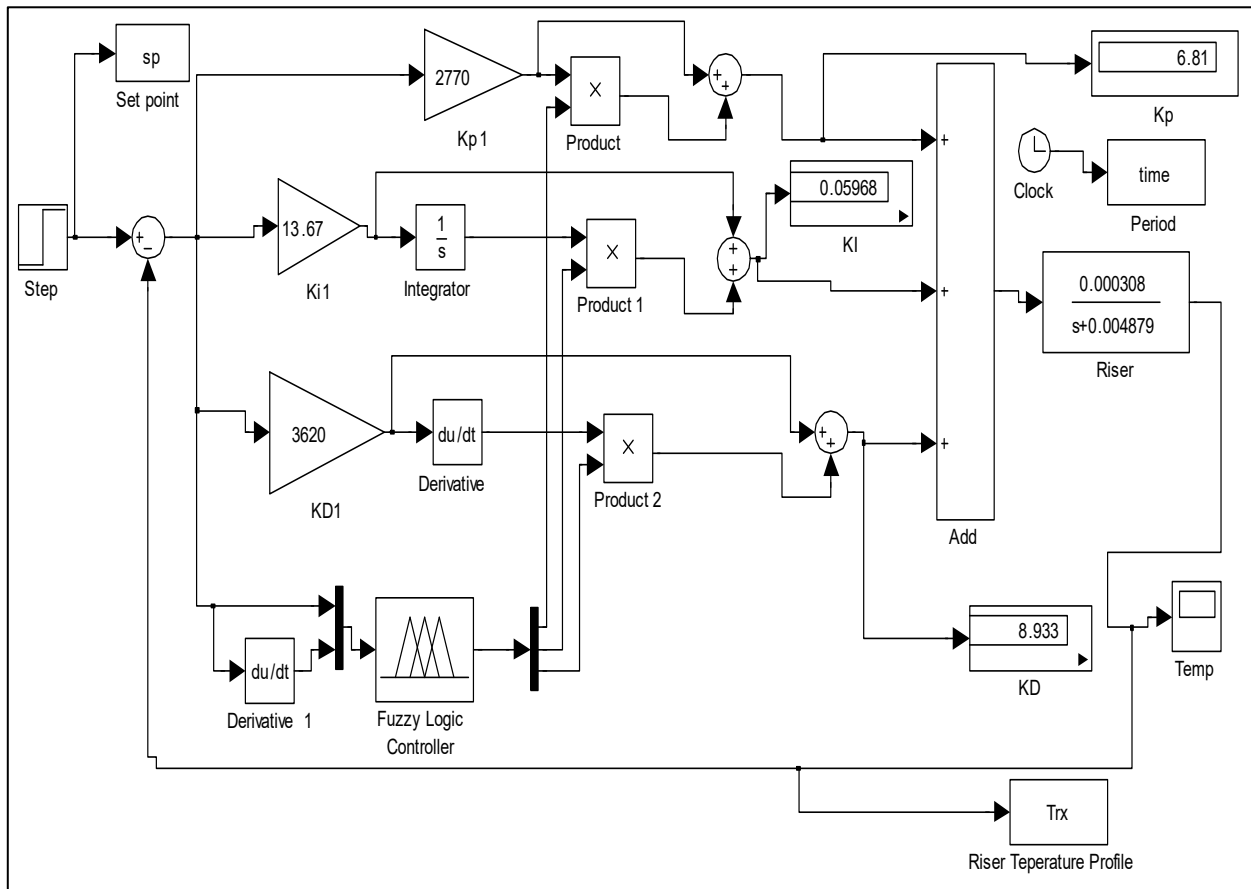 sp
Set point
2770
Kp1
X
Product
+
+
6.81
Kp
Clock
time
Period
Step
+
−
13.67
Ki1
1
s
Integrator
X
Product 1
+
+
0.05968
KI
+
+
+
Add
0.000308
s+0.004879
Riser
3620
KD1
du/dt
Derivative
X
Product 2
+
+
8.933
KD
Temp
du/dt
Derivative 1
Fuzzy Logic
Controller
Trx
Riser Teperature Profile